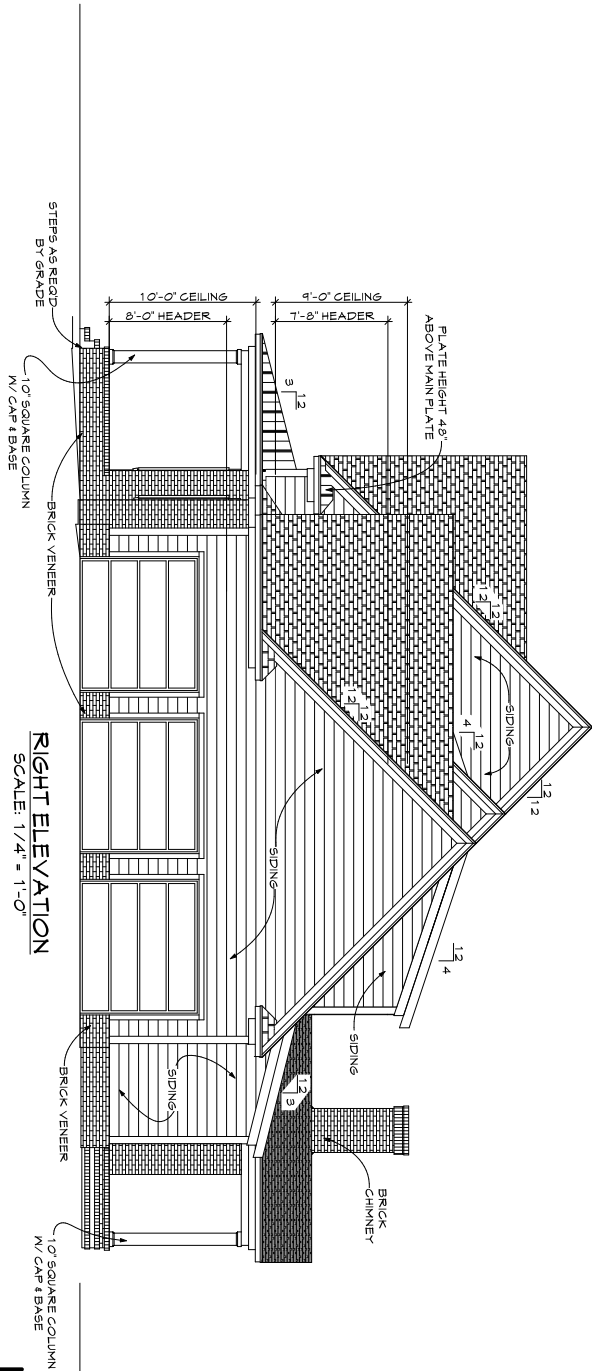 PLATE HEIGHT 48"
ABOVE MAIN PLATE
9'-0" CEILING
7'-8" HEADER
10'-0" CEILING
8'-0" HEADER
STEPS AS REQ'D
BY GRADE
10" SQUARE COLUMN
W/ CAP & BASE
BRICK VENEER
12
3
12
12
SIDING
12
4
12
12
12
12
SIDING
12
4
SIDING
SIDING
12
3
BRICK
CHIMNEY
BRICK VENEER
10" SQUARE COLUMN
W/ CAP & BASE
RIGHT ELEVATION
SCALE: 1/4" = 1'-0"